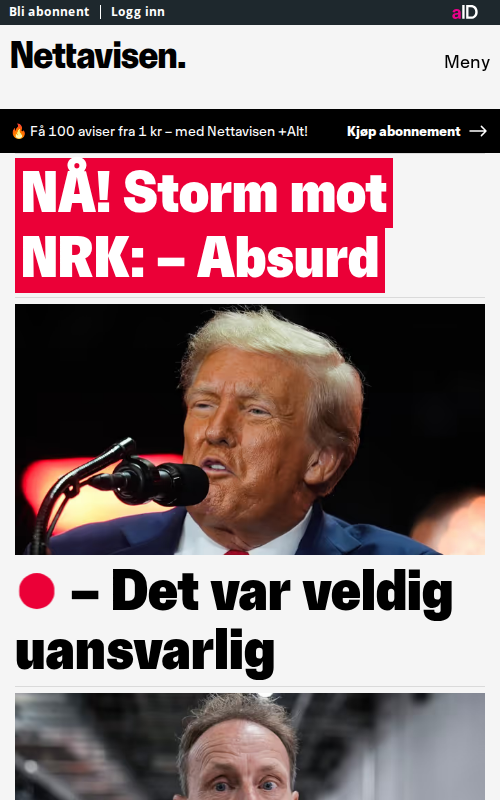 Bli abonnent | Logg inn
aID
Nettavisen.
Meny
🔥 Få 100 aviser fra 1 kr – med Nettavisen +Alt!
Kjøp abonnement →
NÅ! Storm mot
NRK: – Absurd
– Det var veldig
uansvarlig